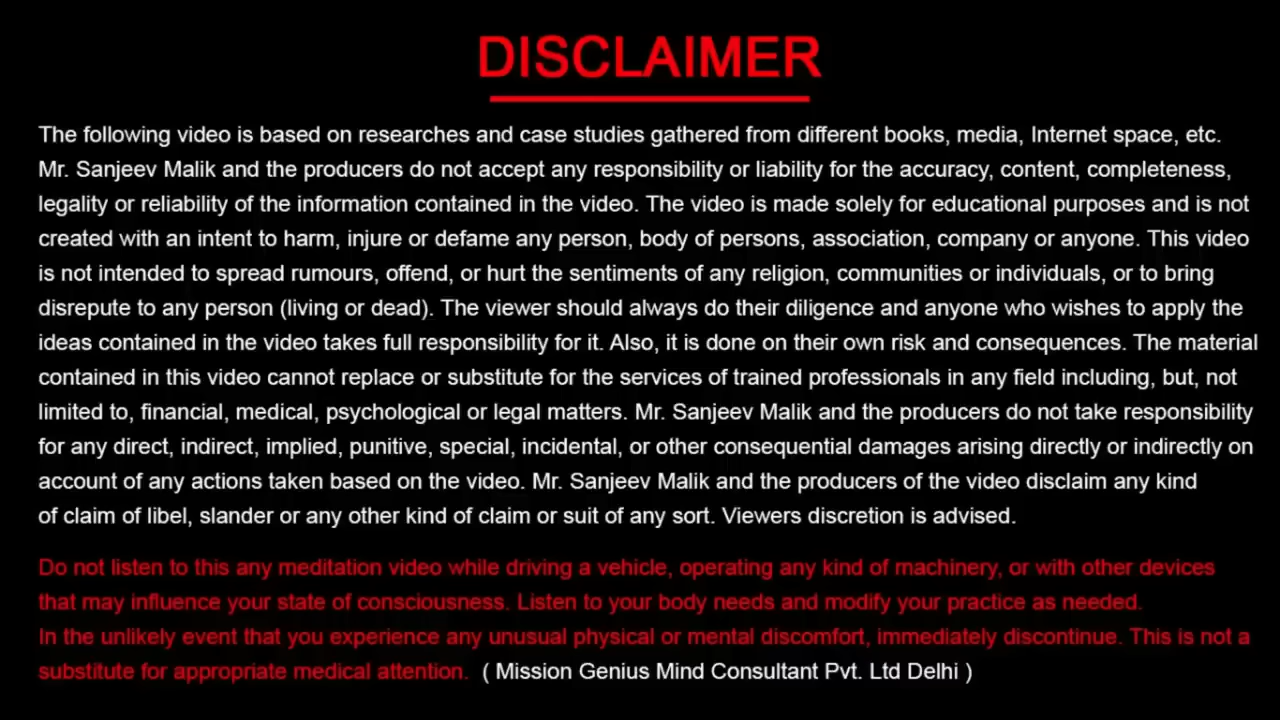 DISCLAIMER
The following video is based on researches and case studies gathered from different books, media, Internet space, etc.
Mr. Sanjeev Malik and the producers do not accept any responsibility or liability for the accuracy, content, completeness,
legality or reliability of the information contained in the video. The video is made solely for educational purposes and is not
created with an intent to harm, injure or defame any person, body of persons, association, company or anyone. This video
is not intended to spread rumours, offend, or hurt the sentiments of any religion, communities or individuals, or to bring
disrepute to any person (living or dead). The viewer should always do their diligence and anyone who wishes to apply the
ideas contained in the video takes full responsibility for it. Also, it is done on their own risk and consequences. The material
contained in this video cannot replace or substitute for the services of trained professionals in any field including, but, not
limited to, financial, medical, psychological or legal matters. Mr. Sanjeev Malik and the producers do not take responsibility
for any direct, indirect, implied, punitive, special, incidental, or other consequential damages arising directly or indirectly on
account of any actions taken based on the video. Mr. Sanjeev Malik and the producers of the video disclaim any kind
of claim of libel, slander or any other kind of claim or suit of any sort. Viewers discretion is advised.
Do not listen to this any meditation video while driving a vehicle, operating any kind of machinery, or with other devices
that may influence your state of consciousness. Listen to your body needs and modify your practice as needed.
In the unlikely event that you experience any unusual physical or mental discomfort, immediately discontinue. This is not a
substitute for appropriate medical attention. ( Mission Genius Mind Consultant Pvt. Ltd Delhi )